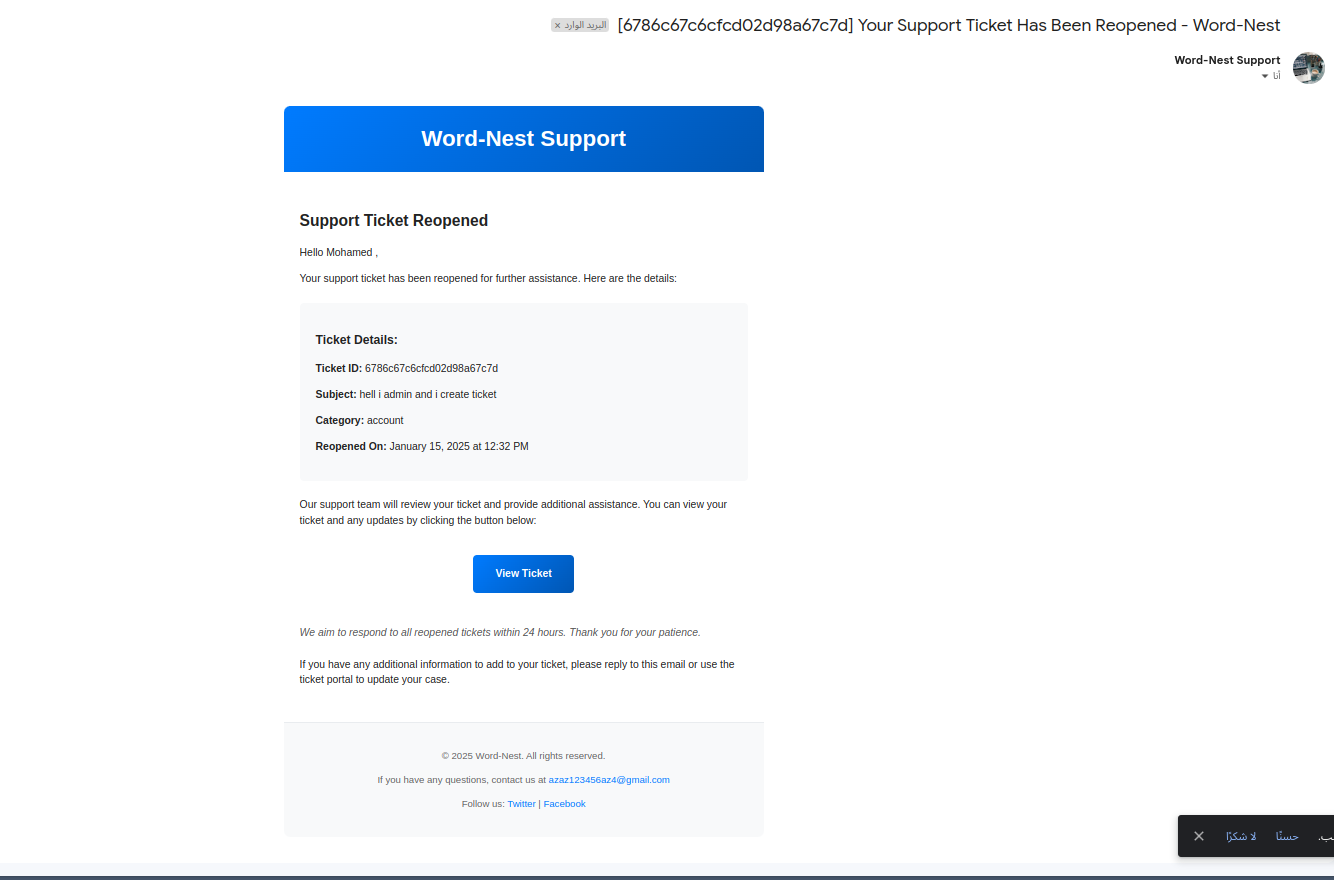 [6786c67c6cfcd02d98a67c7d] Your Support Ticket Has Been Reopened - Word-Nest
البريد الوارد ×
Word-Nest Support
أنا
Word-Nest Support
Support Ticket Reopened
Hello Mohamed ,
Your support ticket has been reopened for further assistance. Here are the details:
Ticket Details:
Ticket ID: 6786c67c6cfcd02d98a67c7d
Subject: hell i admin and i create ticket
Category: account
Reopened On: January 15, 2025 at 12:32 PM
Our support team will review your ticket and provide additional assistance. You can view your
ticket and any updates by clicking the button below:
View Ticket
We aim to respond to all reopened tickets within 24 hours. Thank you for your patience.
If you have any additional information to add to your ticket, please reply to this email or use the
ticket portal to update your case.
© 2025 Word-Nest. All rights reserved.
If you have any questions, contact us at azaz123456az4@gmail.com
Follow us: Twitter | Facebook
حسنًا لا شكرًا